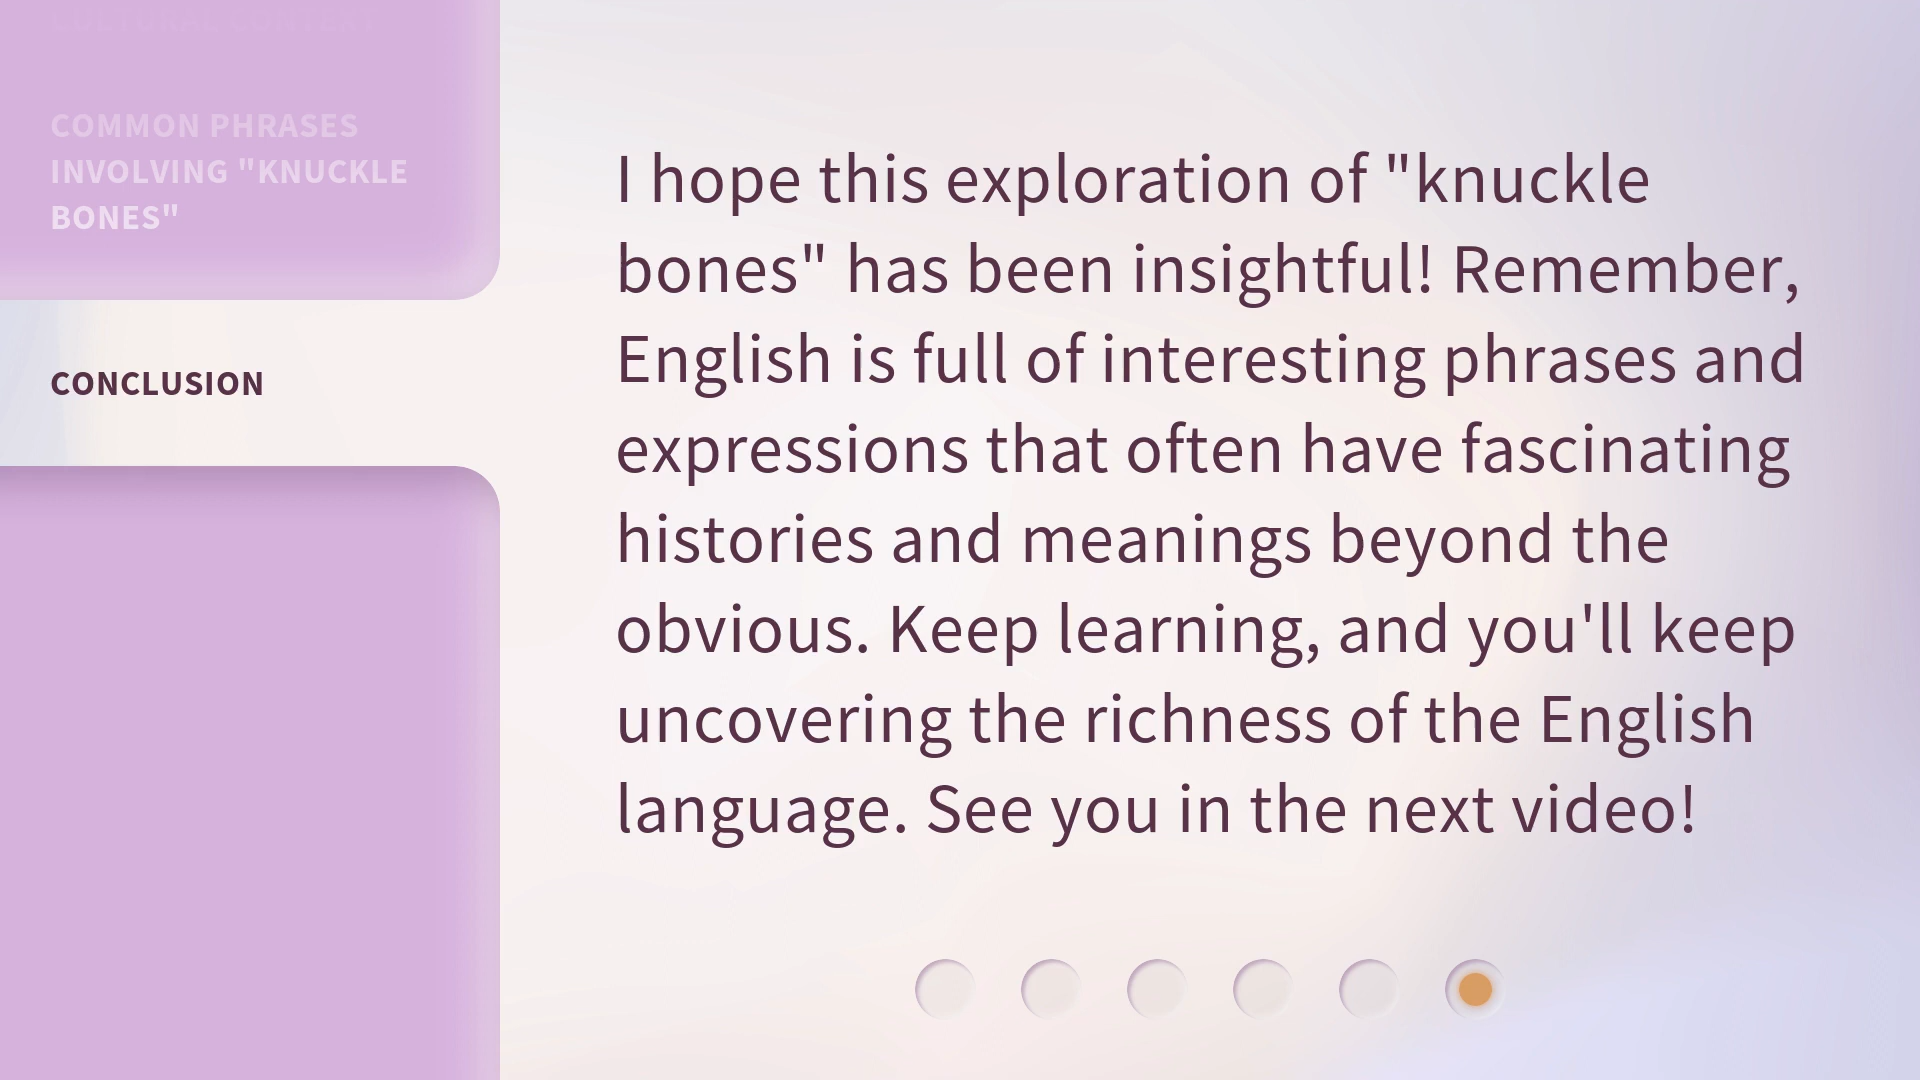 CULTURAL CONTEXT
COMMON PHRASES
INVOLVING "KNUCKLE
BONES"
CONCLUSION
I hope this exploration of "knuckle
bones" has been insightful! Remember,
English is full of interesting phrases and
expressions that often have fascinating
histories and meanings beyond the
obvious. Keep learning, and you'll keep
uncovering the richness of the English
language. See you in the next video!